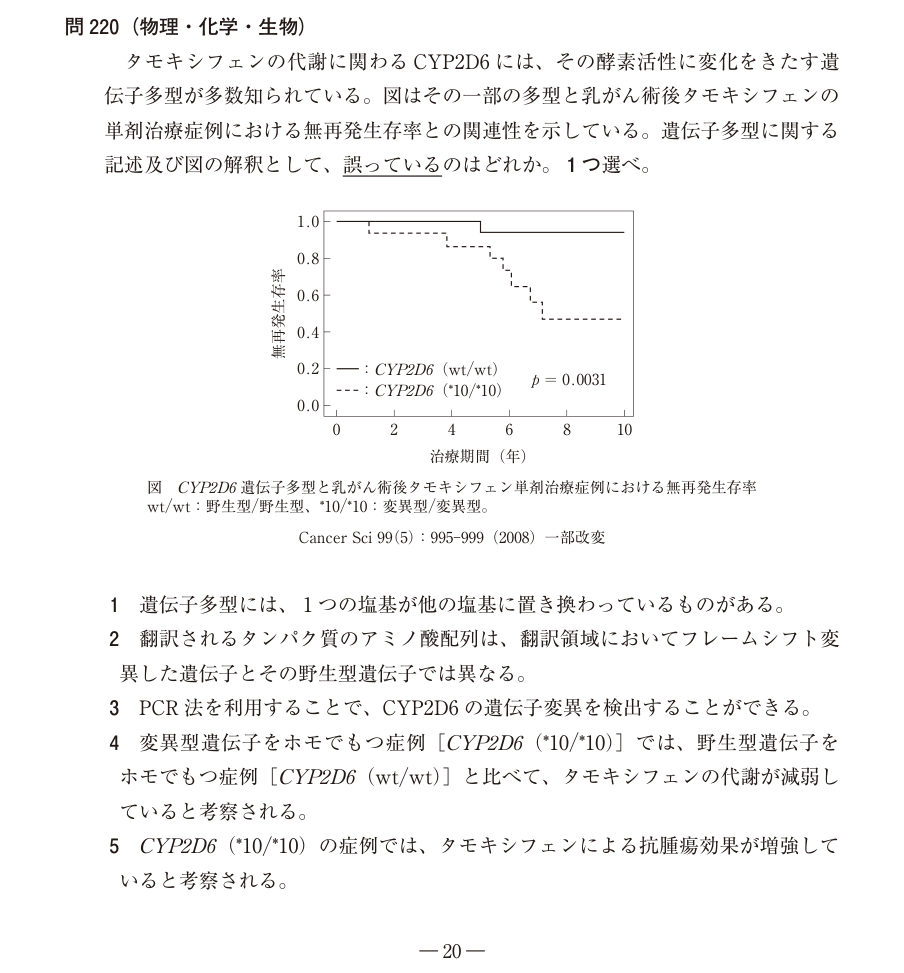 問 220（物理・化学・生物）
タモキシフェンの代謝に関わる CYP2D6 には、その酵素活性に変化をきたす遺
伝子多型が多数知られている。図はその一部の多型と乳がん術後タモキシフェンの
単剤治療症例における無再発生存率との関連性を示している。遺伝子多型に関する
記述及び図の解釈として、誤っているのはどれか。1つ選べ。
1.0
0.8
0.6
0.4
0.2
0.0
無再発生存率
：CYP2D6（wt/wt）
：CYP2D6（*10/*10）
p = 0.0031
0 2 4 6 8 10
治療期間（年）
図　CYP2D6 遺伝子多型と乳がん術後タモキシフェン単剤治療症例における無再発生存率
wt/wt：野生型/野生型、*10/*10：変異型/変異型。
Cancer Sci 99(5)：995-999（2008）一部改変
1　遺伝子多型には、1つの塩基が他の塩基に置き換わっているものがある。
2　翻訳されるタンパク質のアミノ酸配列は、翻訳領域においてフレームシフト変
異した遺伝子とその野生型遺伝子では異なる。
3　PCR 法を利用することで、CYP2D6 の遺伝子変異を検出することができる。
4　変異型遺伝子をホモでもつ症例［CYP2D6（*10/*10）］では、野生型遺伝子を
ホモでもつ症例［CYP2D6（wt/wt）］と比べて、タモキシフェンの代謝が減弱し
ていると考察される。
5　CYP2D6（*10/*10）の症例では、タモキシフェンによる抗腫瘍効果が増強して
いると考察される。
— 20 —